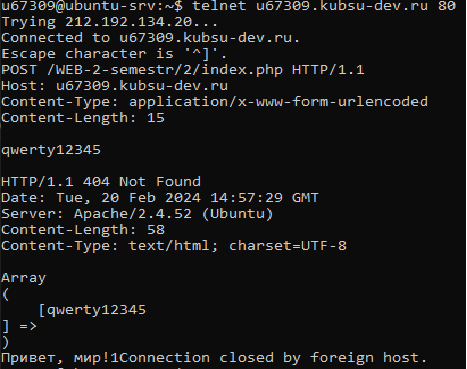 u67309@ubuntu-srv:~$ telnet u67309.kubsu-dev.ru 80
Trying 212.192.134.20...
Connected to u67309.kubsu-dev.ru.
Escape character is '^]'.
POST /WEB-2-semestr/2/index.php HTTP/1.1
Host: u67309.kubsu-dev.ru
Content-Type: application/x-www-form-urlencoded
Content-Length: 15

qwerty12345

HTTP/1.1 404 Not Found
Date: Tue, 20 Feb 2024 14:57:29 GMT
Server: Apache/2.4.52 (Ubuntu)
Content-Length: 58
Content-Type: text/html; charset=UTF-8

Array
(
    [qwerty12345
] =>
)
Привет, мир!1Connection closed by foreign host.